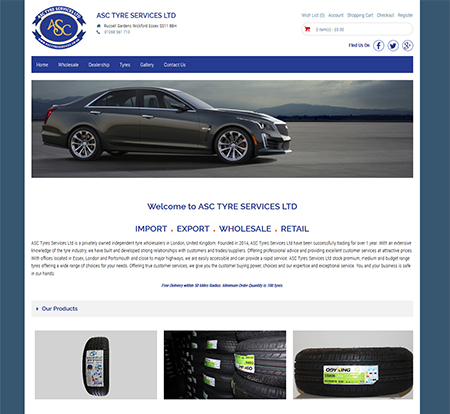 ASC TYRE SERVICES LTD
ASC
ASC TYRE SERVICES LTD
Russell Gardens Wickford Essex SS11 8BH
Wish List (0) Account Shopping Cart Checkout Register
0 item(s) - £0.00
Find Us On:
Home Wholesale Dealership Tyres Gallery Contact Us
Welcome to ASC TYRE SERVICES LTD
IMPORT . EXPORT . WHOLESALE . RETAIL
ASC Tyres Services Ltd is a privately owned independent tyre wholesalers in London, United Kingdom. Founded in 2014, ASC Tyres Services Ltd have been successfully trading for over 1 year. With an extensive
knowledge of the tyre industry, we have built and developed strong relationships with customers and traders/suppliers. Offering professional advice and providing excellent customer services at attractive prices.
With offices located in Essex, London and Portsmouth and close to major highways, we are easily accessible and can provide a rapid service. ASC Tyres Services Ltd stock premium, medium and budget range
tyres offering a wide range of choices for your needs. Offering true customer services, we give you the customer buying power, choices and our expertise and exceptional service. You and your business is safe
in our hands.
Free Delivery within 50 Miles Radius. Minimum Order Quantity is 100 tyres.
Our Products